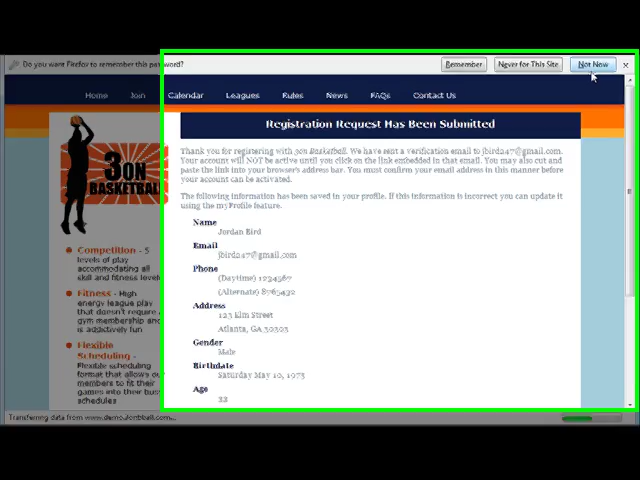 Do you want Firefox to remember this password?
Remember
Never for This Site
Not Now
Home Join Calendar Leagues Rules News FAQs Contact Us
Registration Request Has Been Submitted
3ON
BASKETBALL
Thank you for registering with 3on Basketball. We have sent a verification email to jbird247@gmail.com.
Your account will NOT be active until you click on the link embedded in that email. You may also cut and
paste the link into your browser's address bar. You must confirm your email address in this manner before
your account can be activated.
The following information has been saved in your profile. If this information is incorrect you can update it
using the myProfile feature.
Name
Jordan Bird
Email
jbird247@gmail.com
Phone
(Daytime) 1234567
(Alternate) 8765432
Address
123 Elm Street
Atlanta, GA 30303
Gender
Male
Birthdate
Saturday May 10, 1975
Age
33
Competition - 5
levels of play
accommodating all
skill and fitness levels
Fitness - High
energy league play
that doesn't require a
gym membership and
is addictively fun
Flexible
Scheduling -
Flexible scheduling
format that allows our
members to fit their
games into their busy
schedules
Transferring data from www.demo.3onbball.com...